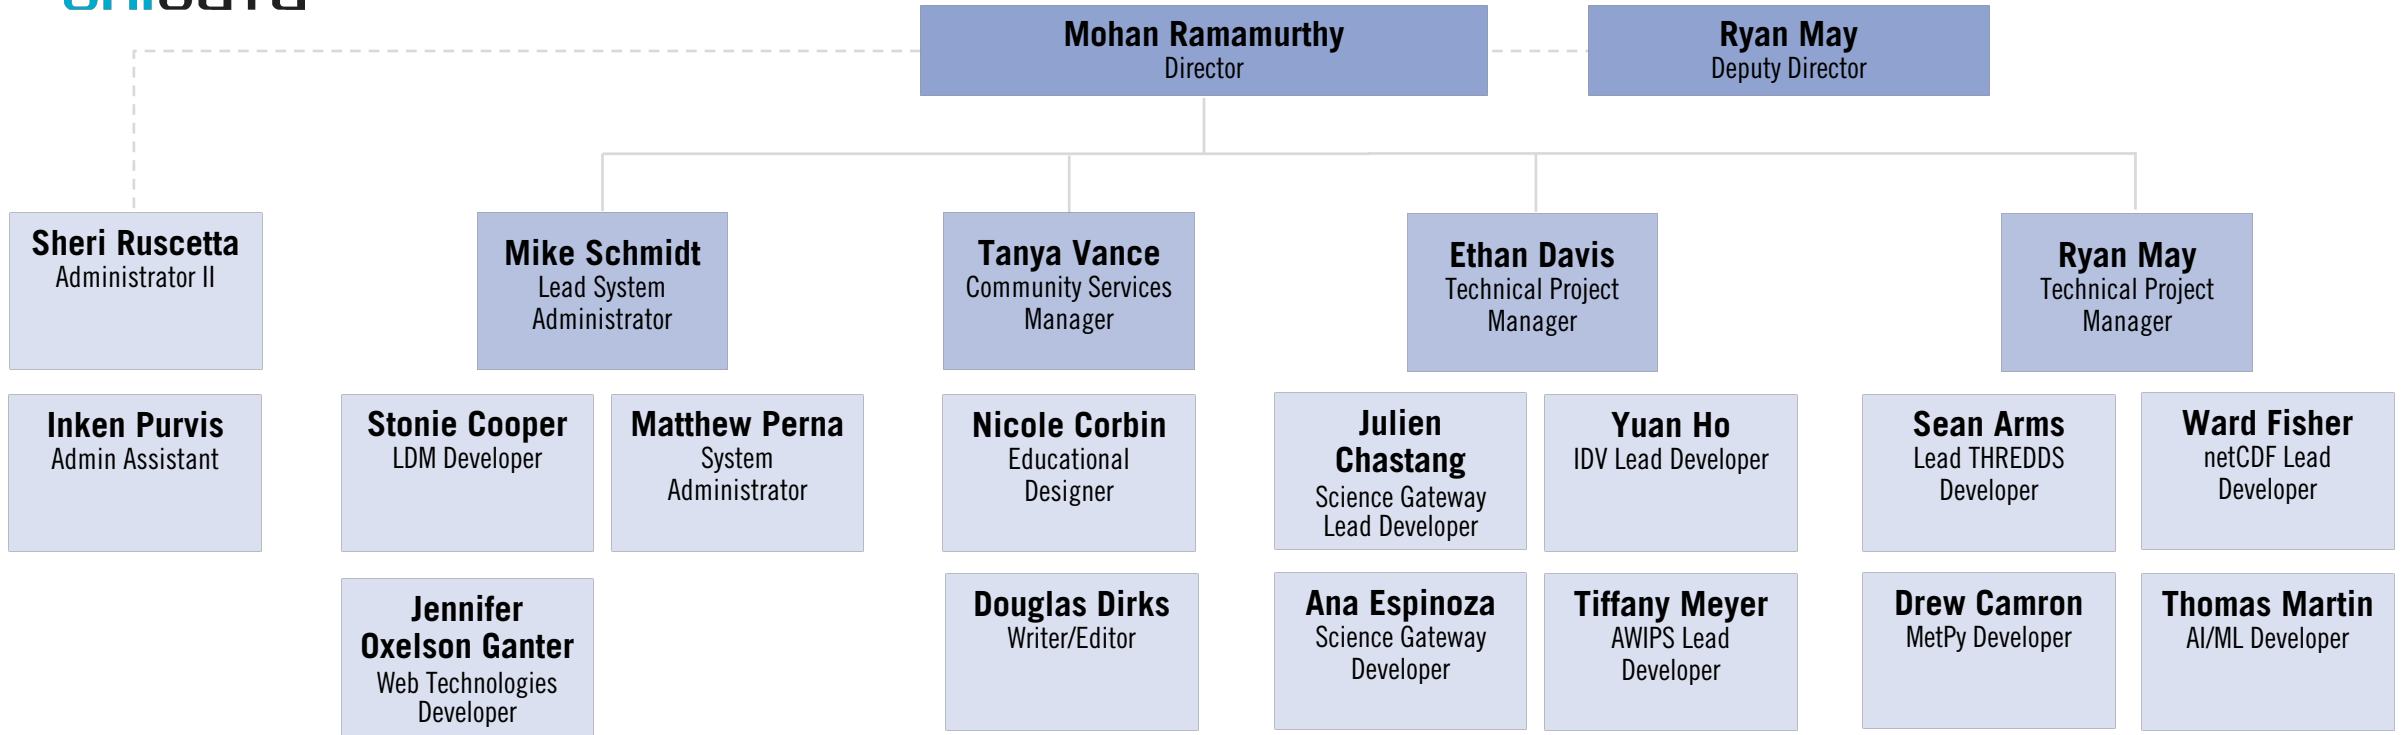 Mohan Ramamurthy
Director
Ryan May
Deputy Director
Sheri Ruscetta
Administrator II
Mike Schmidt
Lead System
Administrator
Tanya Vance
Community Services
Manager
Ethan Davis
Technical Project
Manager
Ryan May
Technical Project
Manager
Inken Purvis
Admin Assistant
Stonie Cooper
LDM Developer
Matthew Perna
System
Administrator
Nicole Corbin
Educational
Designer
Julien
Chastang
Science Gateway
Lead Developer
Yuan Ho
IDV Lead Developer
Sean Arms
Lead THREDDS
Developer
Ward Fisher
netCDF Lead
Developer
Jennifer
Oxelson Ganter
Web Technologies
Developer
Douglas Dirks
Writer/Editor
Ana Espinoza
Science Gateway
Developer
Tiffany Meyer
AWIPS Lead
Developer
Drew Camron
MetPy Developer
Thomas Martin
AI/ML Developer